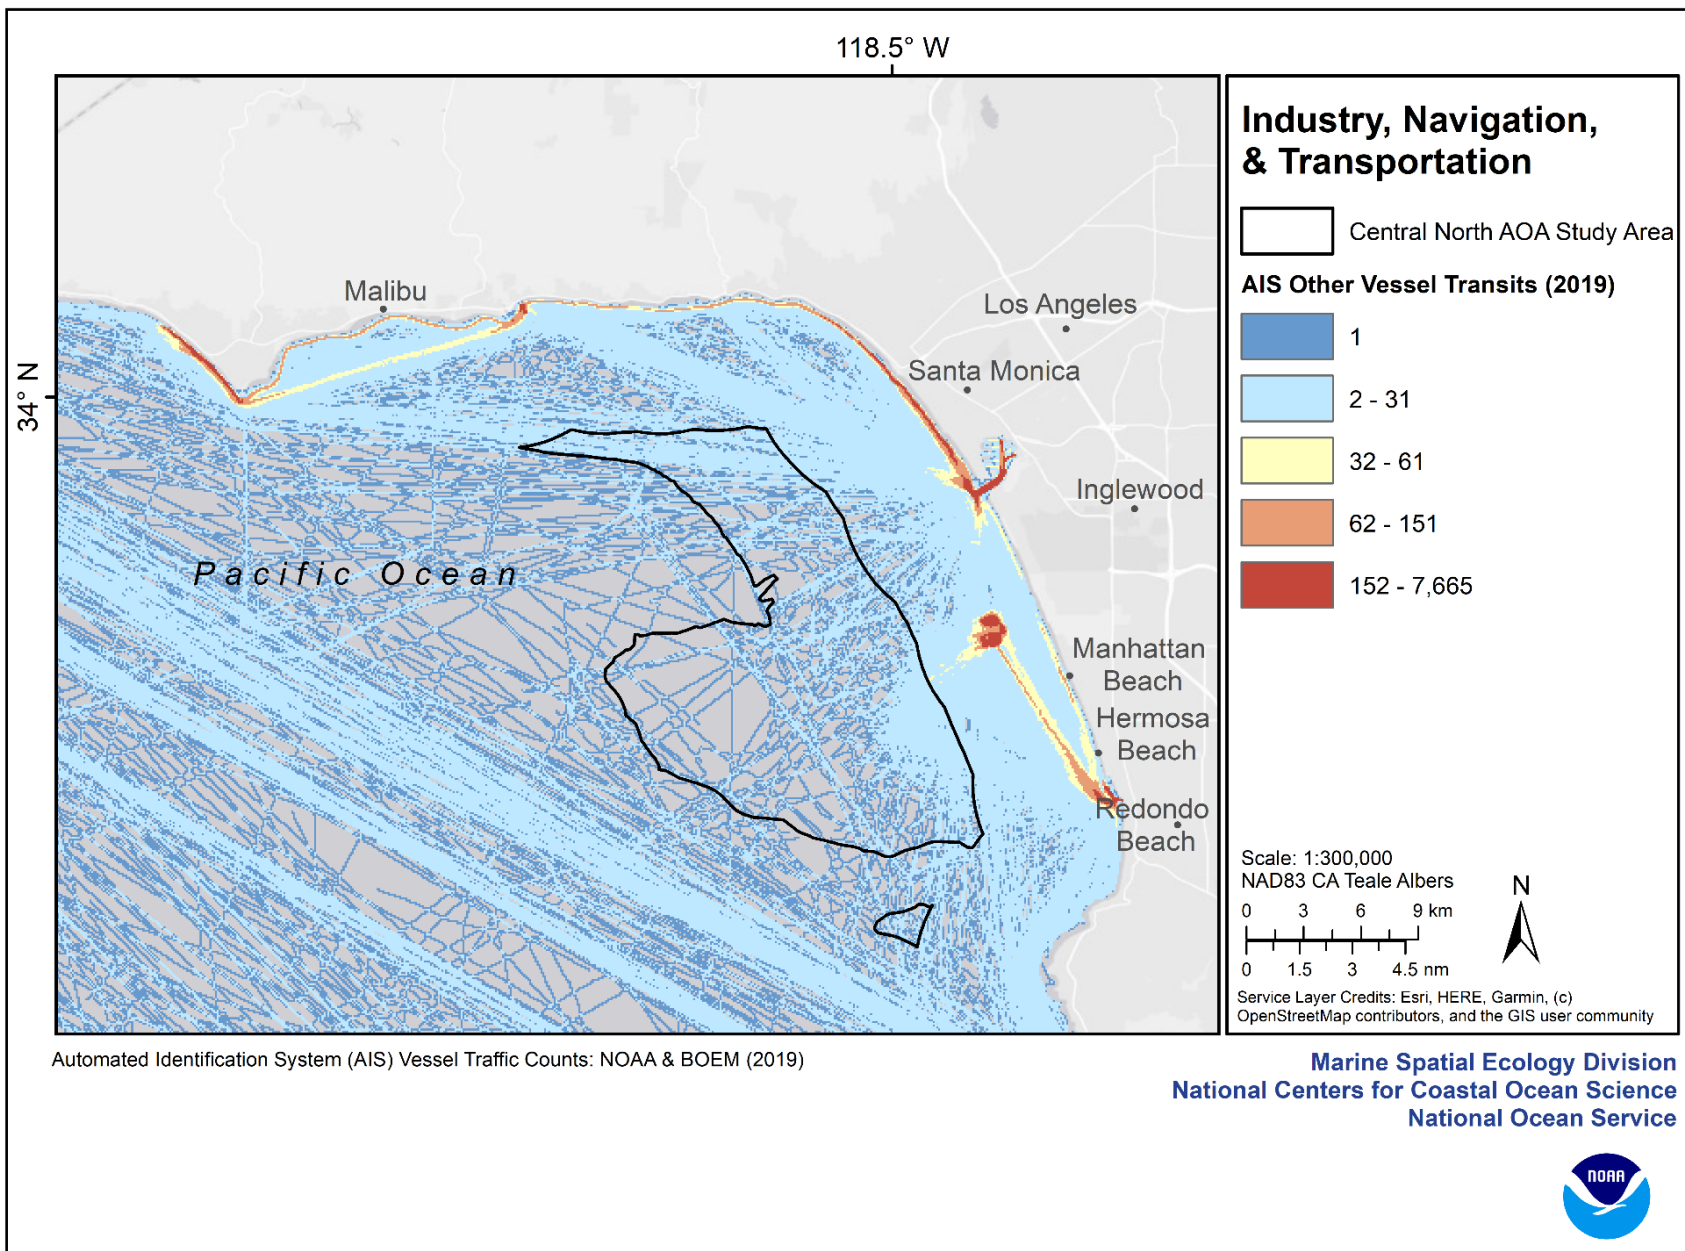 118.5° W
34° N
Malibu
Los Angeles
Santa Monica
Inglewood
Pacific Ocean
Manhattan
Beach
Hermosa
Beach
Redondo
Beach
Industry, Navigation,
& Transportation
Central North AOA Study Area
AIS Other Vessel Transits (2019)
1
2 - 31
32 - 61
62 - 151
152 - 7,665
Scale: 1:300,000
NAD83 CA Teale Albers
0 3 6 9 km
0 1.5 3 4.5 nm
N
Service Layer Credits: Esri, HERE, Garmin, (c)
OpenStreetMap contributors, and the GIS user community
Automated Identification System (AIS) Vessel Traffic Counts: NOAA & BOEM (2019)
Marine Spatial Ecology Division
National Centers for Coastal Ocean Science
National Ocean Service
NOAA